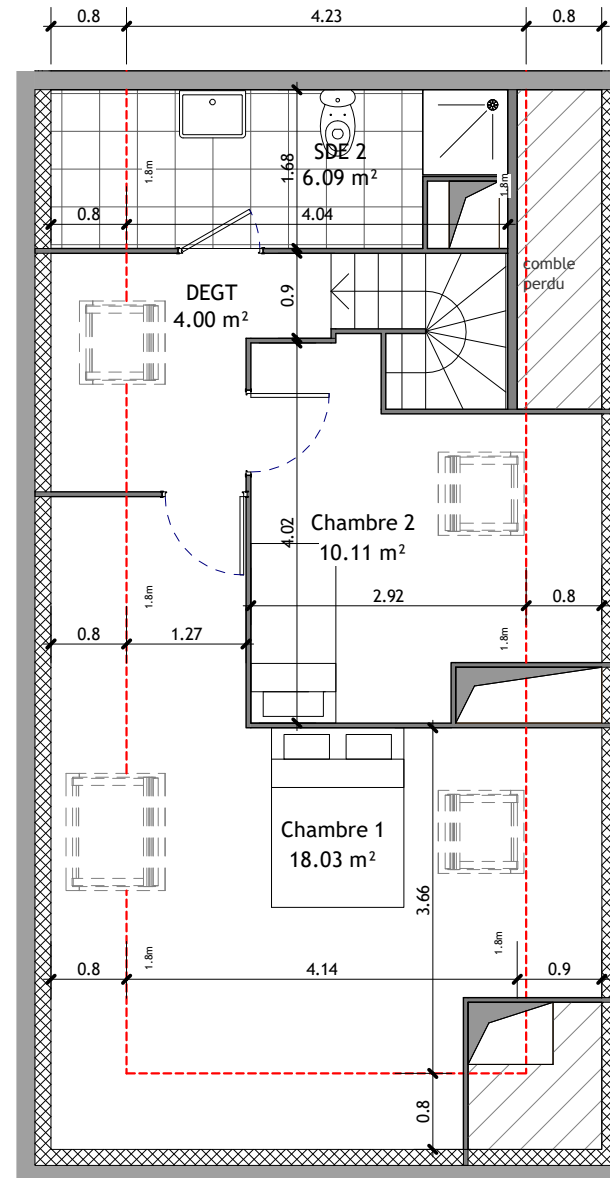 0.8 4.23 0.8
SDE 2
6.09 m²
1.68
1.8m
1.8m
0.8 4.04
comble
perdu
DEGT
4.00 m²
0.9
Chambre 2
10.11 m²
4.02
2.92 0.8
1.8m
1.8m
0.8 1.27
Chambre 1
18.03 m²
3.66
1.8m
1.8m
0.8 4.14 0.9
0.8